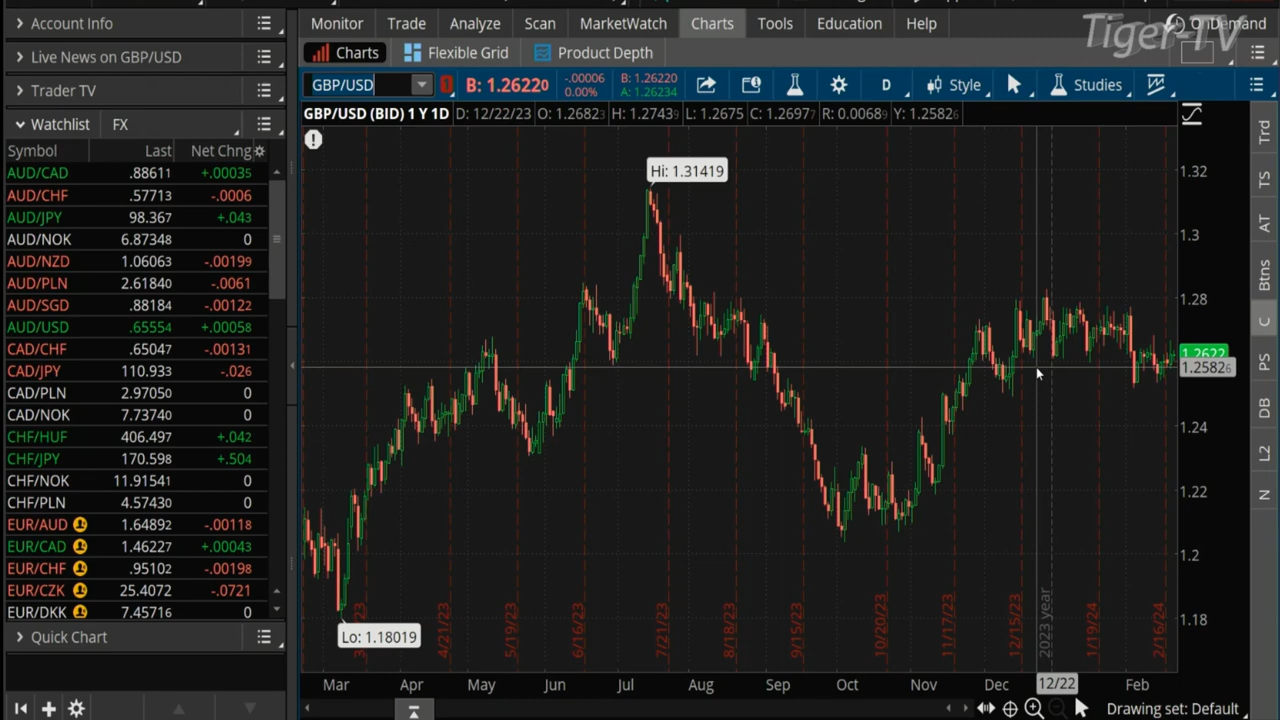 Account Info
Live News on GBP/USD
Trader TV
Watchlist FX
Symbol Last Net Chng
AUD/CAD .88611 +.00035
AUD/CHF .57713 -.0006
AUD/JPY 98.367 +.043
AUD/NOK 6.87348 0
AUD/NZD 1.06063 -.00199
AUD/PLN 2.61840 -.0061
AUD/SGD .88184 -.00122
AUD/USD .65554 +.00058
CAD/CHF .65047 -.00131
CAD/JPY 110.933 -.026
CAD/PLN 2.97050 0
CAD/NOK 7.73740 0
CHF/HUF 406.497 +.042
CHF/JPY 170.598 +.504
CHF/NOK 11.91541 0
CHF/PLN 4.57430 0
EUR/AUD 1.64892 -.00118
EUR/CAD 1.46227 +.00043
EUR/CHF .95102 -.00198
EUR/CZK 25.4072 -.0721
EUR/DKK 7.45716 0
Quick Chart
Monitor Trade Analyze Scan MarketWatch Charts Tools Education Help
Tiger-TV
Charts Flexible Grid Product Depth
GBP/USD 1 B: 1.26220 -.00006 0.00% B: 1.26220 A: 1.26234 D Style Studies
GBP/USD (BID) 1 Y 1D D: 12/22/23 O: 1.26823 H: 1.27439 L: 1.2675 C: 1.26977 R: 0.00689 Y: 1.25826
Hi: 1.31419
Lo: 1.18019
1.32
1.3
1.28
1.2622
1.25826
1.24
1.22
1.2
1.18
4/21/23
5/19/23
6/16/23
7/21/23
8/18/23
9/15/23
10/20/23
11/17/23
12/15/23
2023 year
1/19/24
2/16/24
Mar Apr May Jun Jul Aug Sep Oct Nov Dec 12/22 Feb
Drawing set: Default
Trd
TS
AT
Btns
C
PS
DB
L2
N